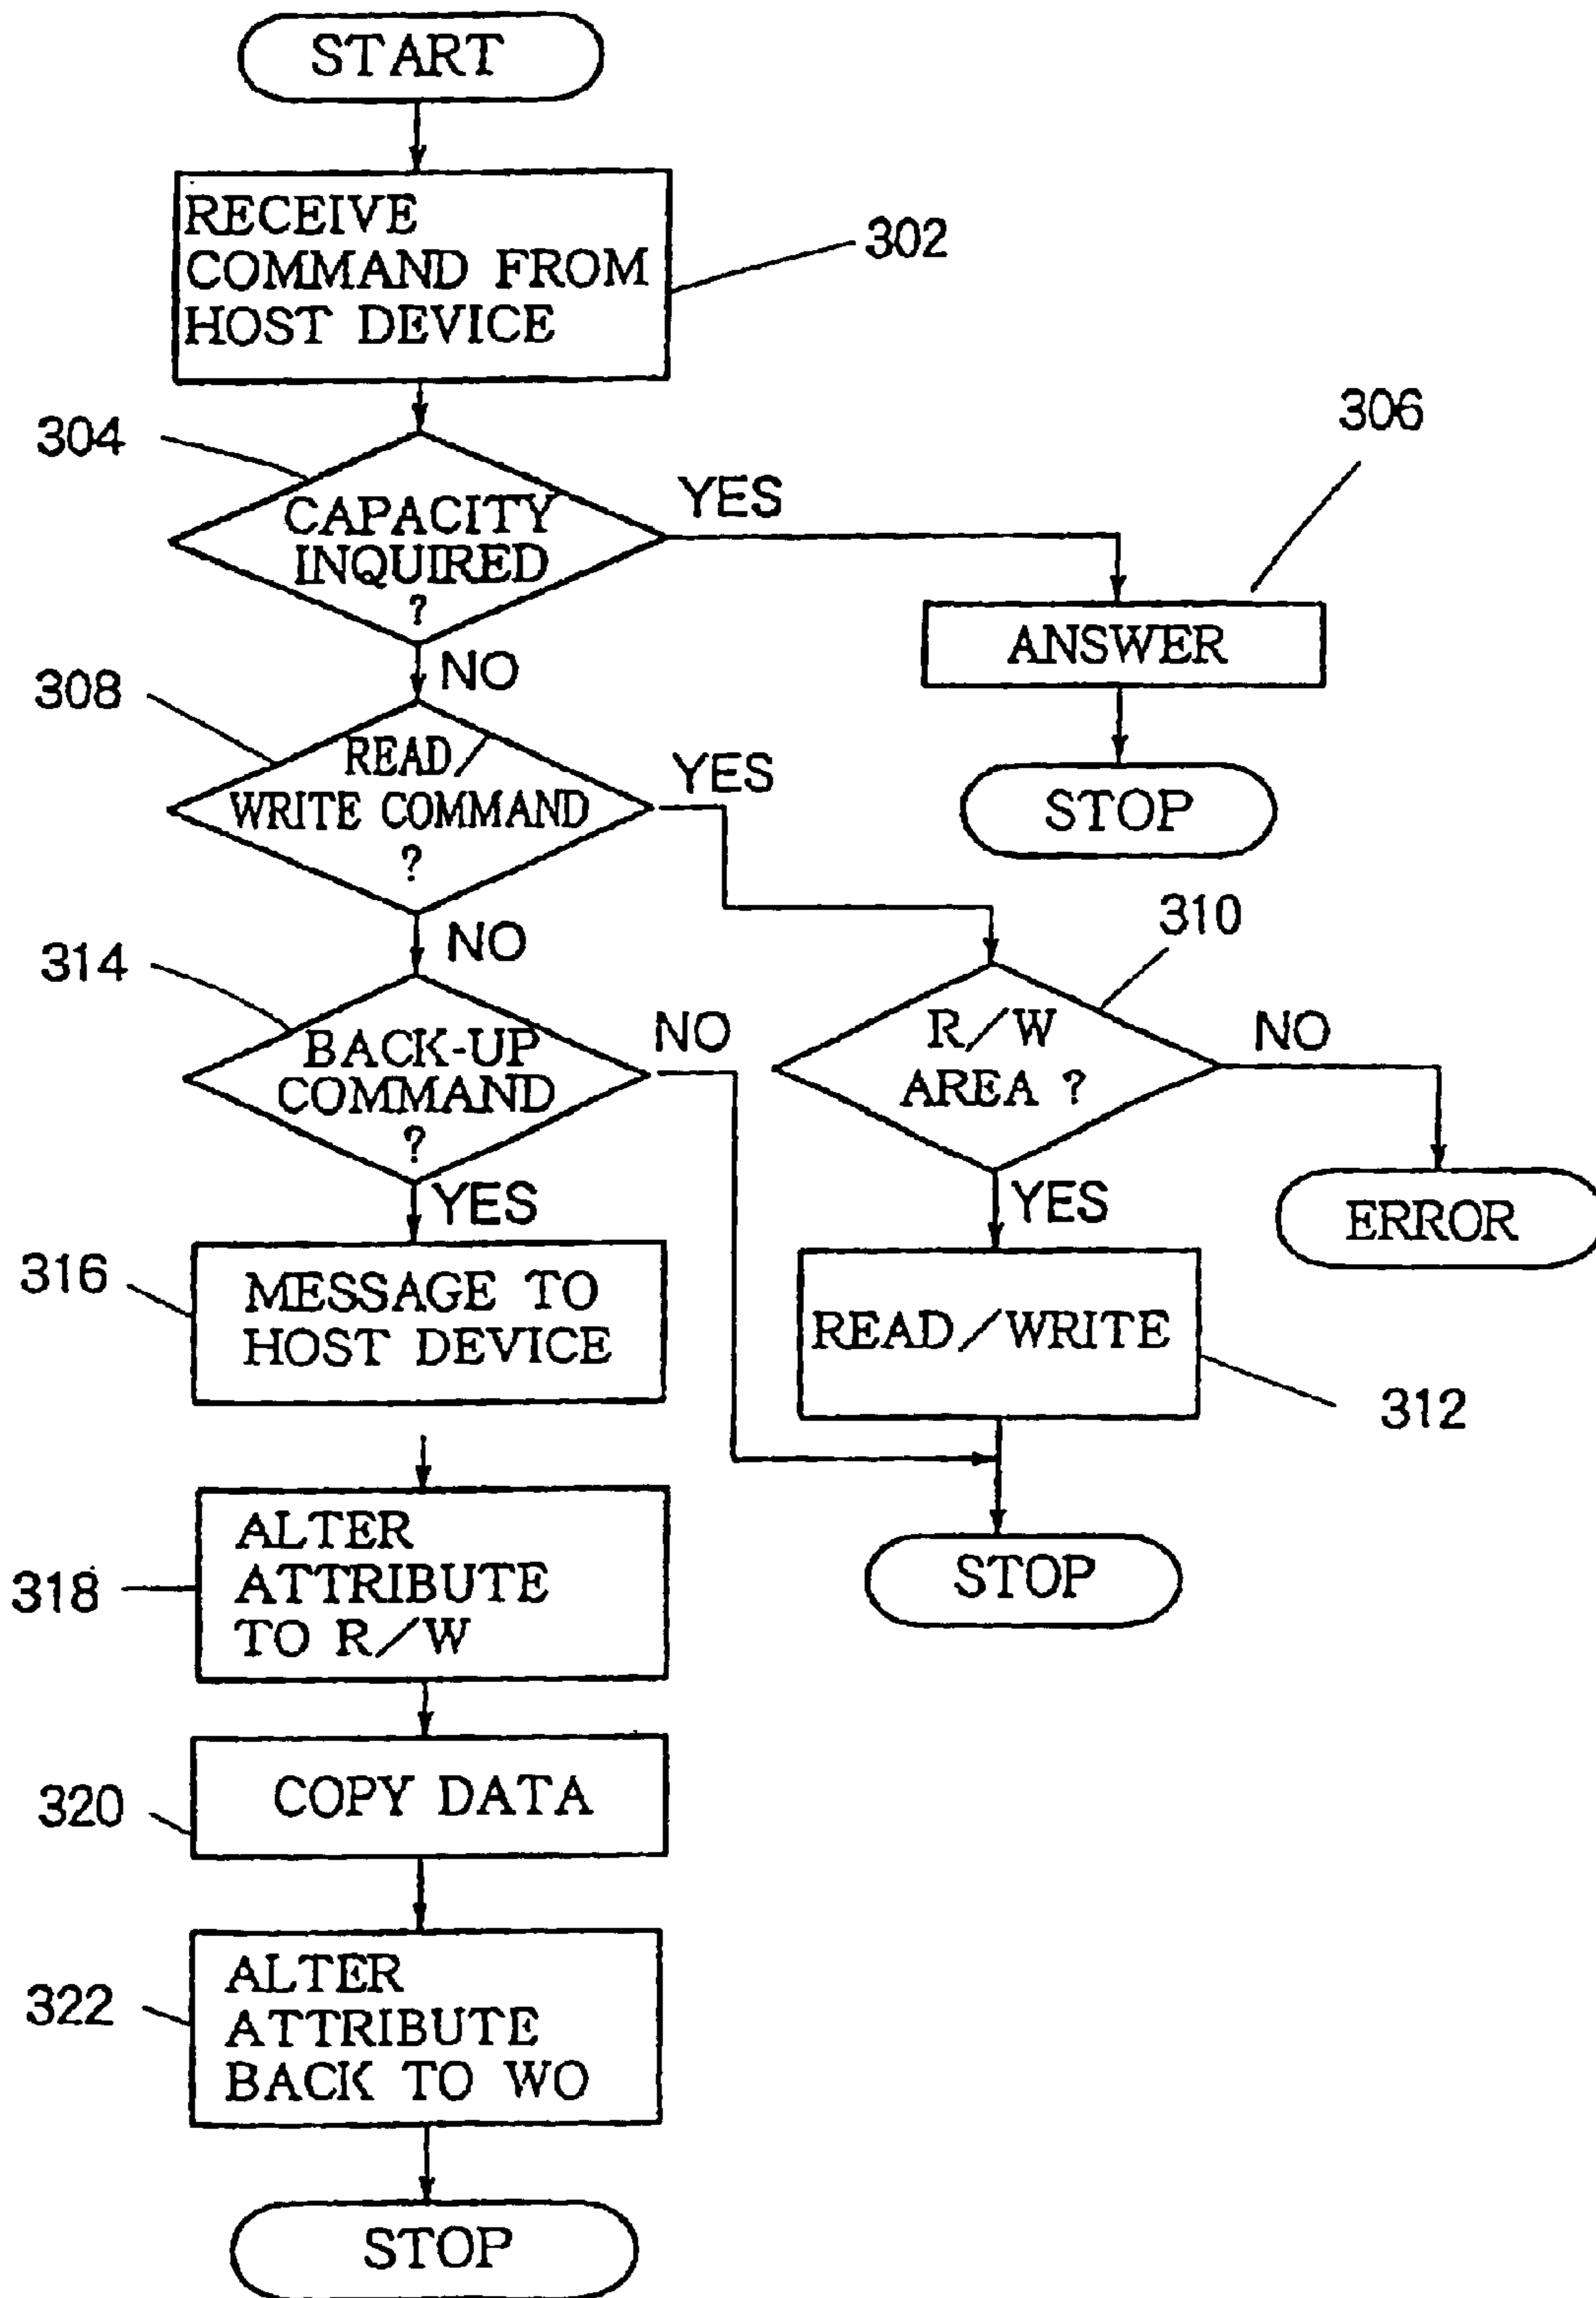 START
RECEIVE
COMMAND FROM
HOST DEVICE
302
304
CAPACITY
INQUIRED
?
YES
306
ANSWER
STOP
NO
308
READ/
WRITE COMMAND
?
YES
310
R/W
AREA ?
NO
ERROR
YES
READ/WRITE
312
STOP
NO
314
BACK-UP
COMMAND
?
NO
YES
316
MESSAGE TO
HOST DEVICE
318
ALTER
ATTRIBUTE
TO R/W
320
COPY DATA
322
ALTER
ATTRIBUTE
BACK TO WO
STOP